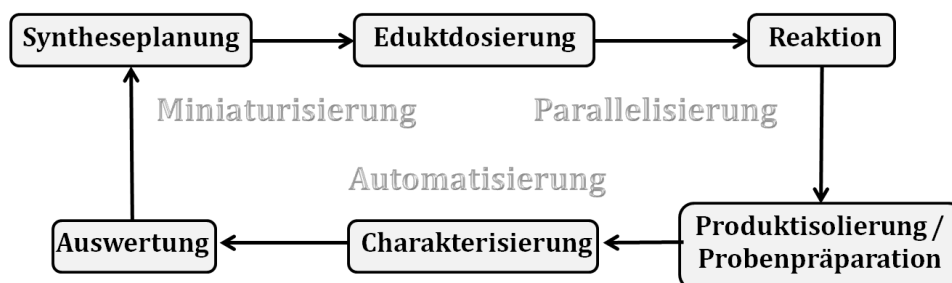 Syntheseplanung
Eduktdosierung
Reaktion
Miniaturisierung
Parallelisierung
Automatisierung
Auswertung
Charakterisierung
Produktisolierung /
Probenpräparation